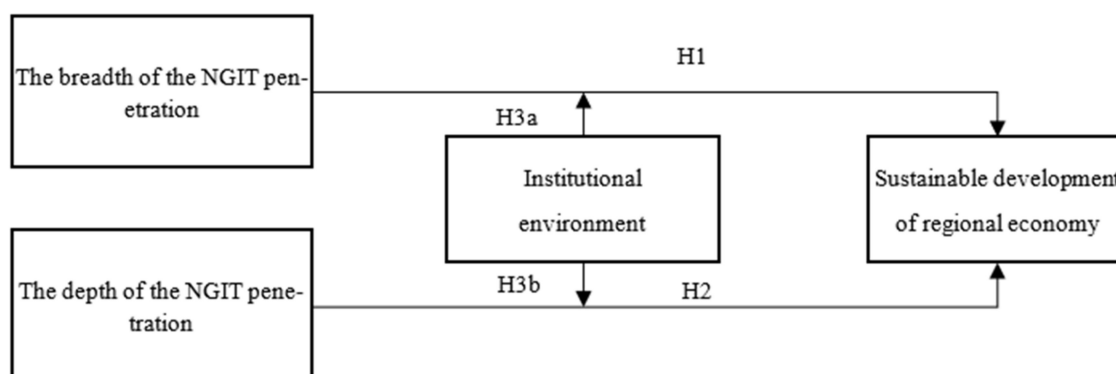 The breadth of the NGIT pen-
etration
H1
H3a
Institutional
environment
Sustainable development
of regional economy
The depth of the NGIT pene-
tration
H3b
H2